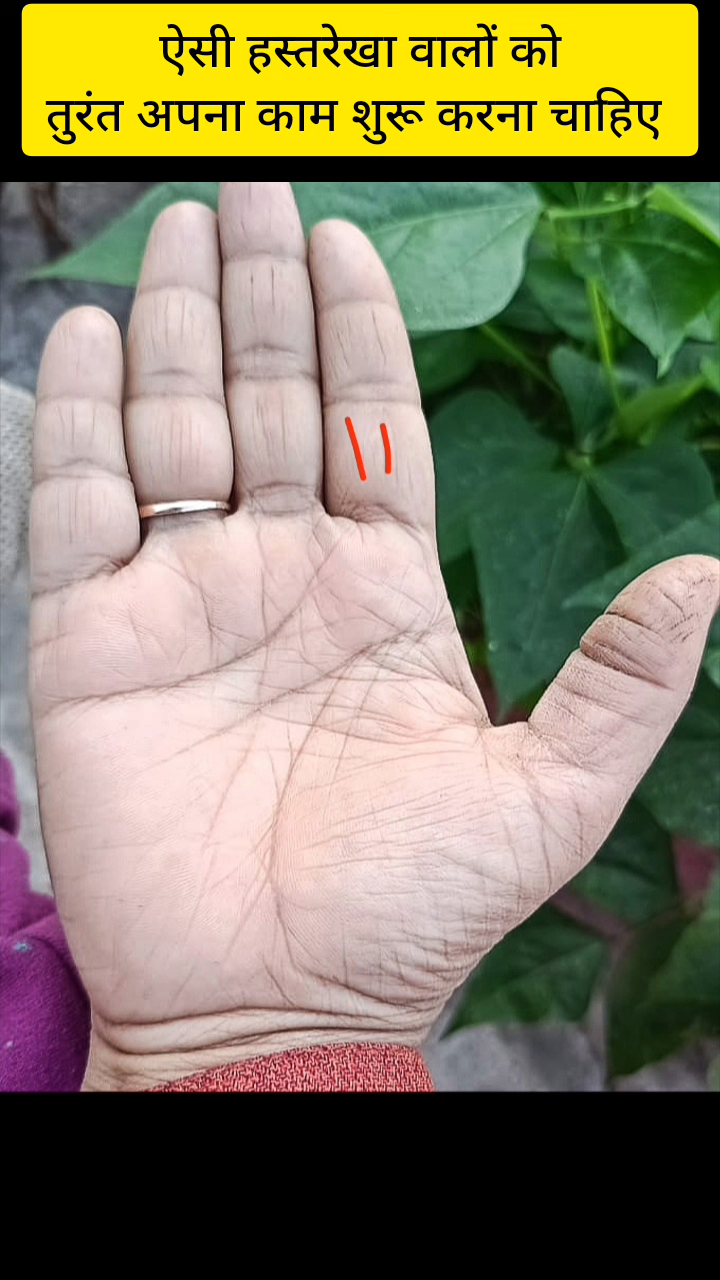 ऐसी हस्तरेखा वालों को
तुरंत अपना काम शुरू करना चाहिए